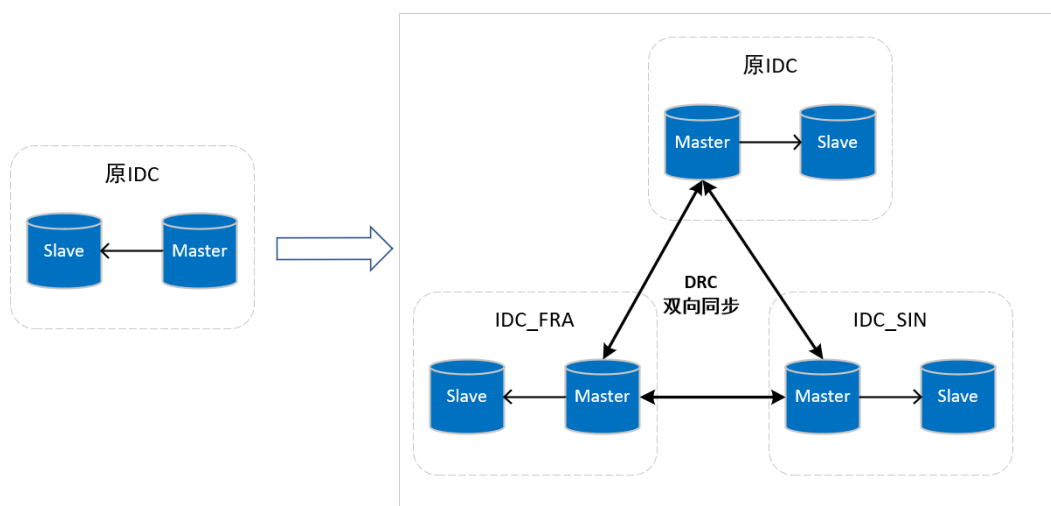 原IDC
Slave
Master
原IDC
Master
Slave
DRC
双向同步
IDC_FRA
Slave
Master
IDC_SIN
Master
Slave